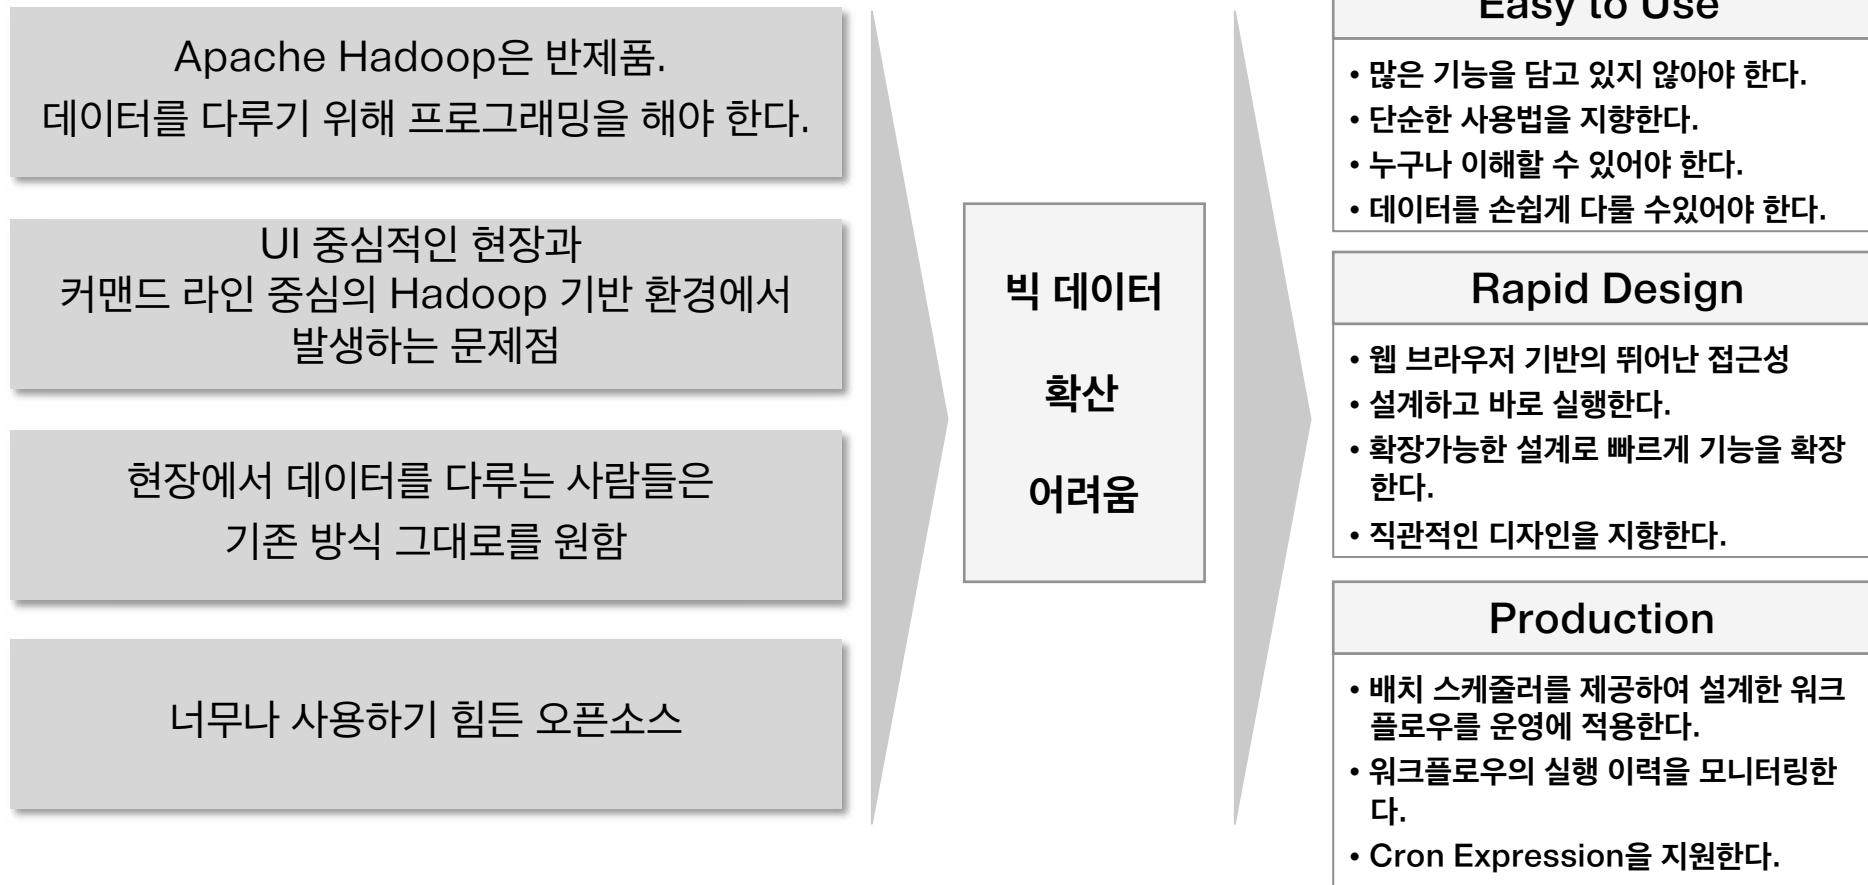 Apache Hadoop은 반제품.
데이터를 다루기 위해 프로그래밍을 해야 한다.
UI 중심적인 현장과
커맨드 라인 중심의 Hadoop 기반 환경에서
발생하는 문제점
현장에서 데이터를 다루는 사람들은
기존 방식 그대로를 원함
너무나 사용하기 힘든 오픈소스
빅 데이터
확산
어려움
Easy to Use
• 많은 기능을 담고 있지 않아야 한다.
• 단순한 사용법을 지향한다.
• 누구나 이해할 수 있어야 한다.
• 데이터를 손쉽게 다룰 수있어야 한다.
Rapid Design
• 웹 브라우저 기반의 뛰어난 접근성
• 설계하고 바로 실행한다.
• 확장가능한 설계로 빠르게 기능을 확장
한다.
• 직관적인 디자인을 지향한다.
Production
• 배치 스케줄러를 제공하여 설계한 워크
플로우를 운영에 적용한다.
• 워크플로우의 실행 이력을 모니터링한
다.
• Cron Expression을 지원한다.